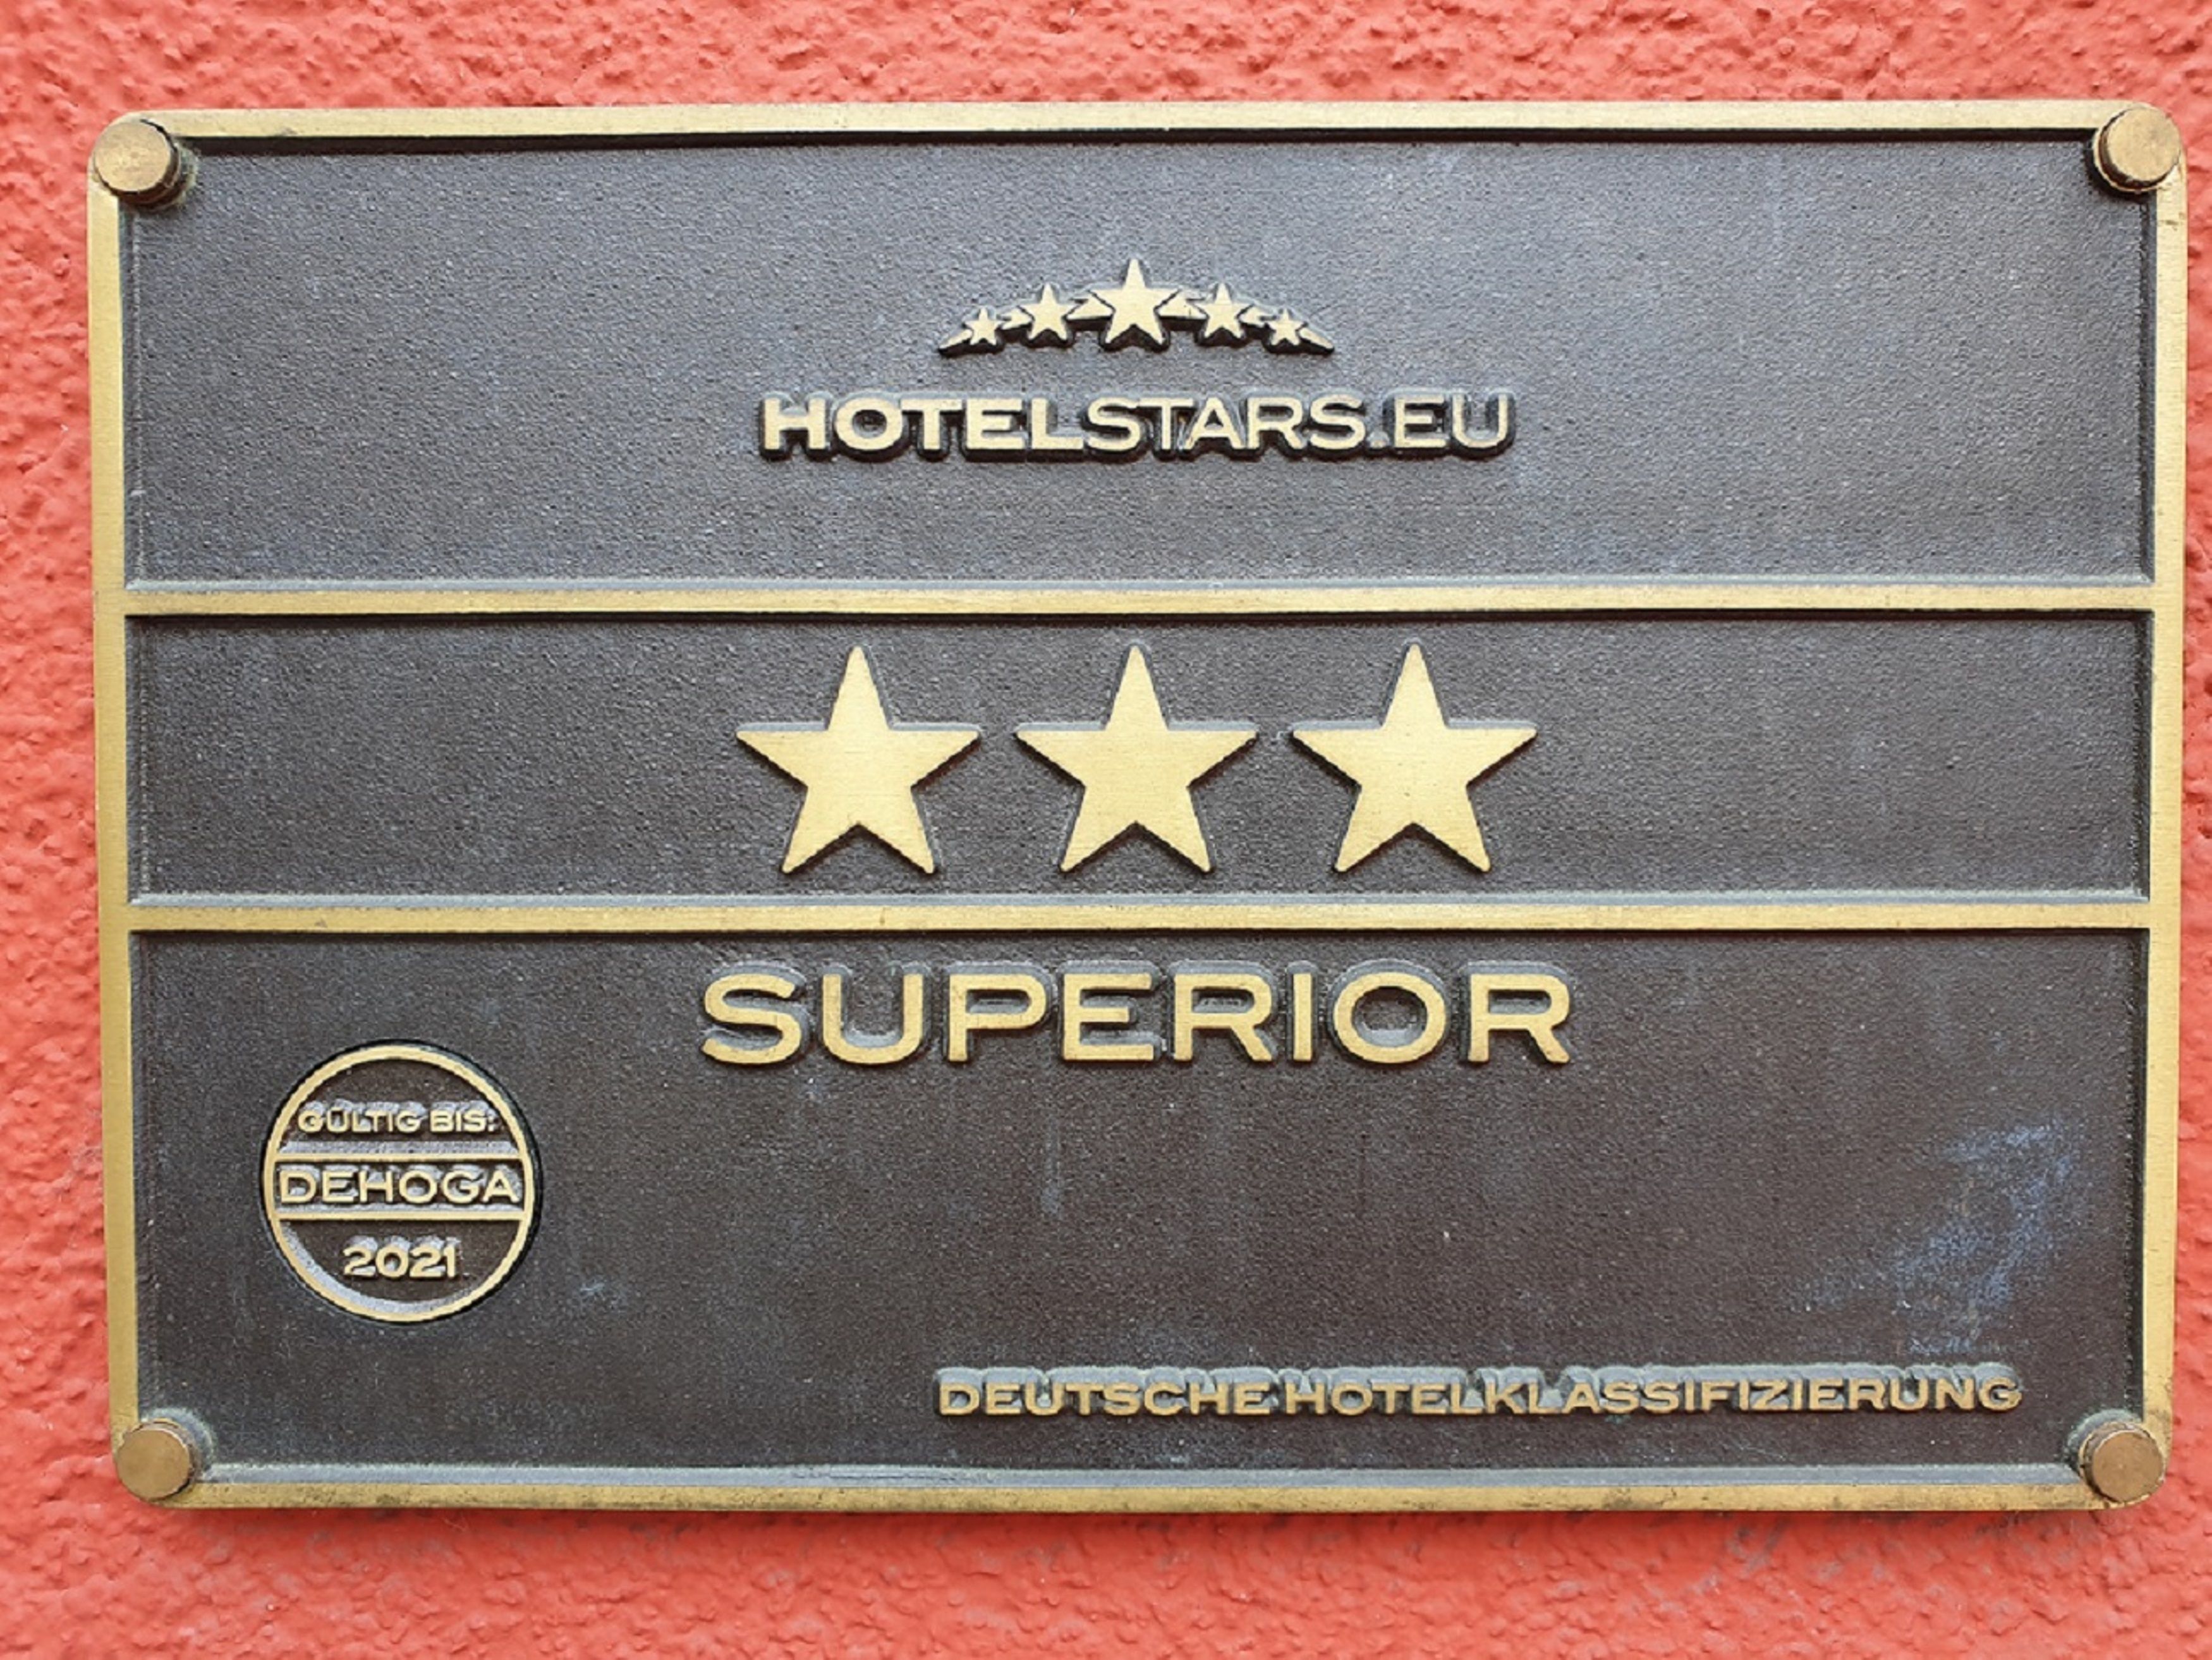 HOTELSTARS.EU
SUPERIOR
GÜLTIG BIS:
DEHOGA
2021
DEUTSCHE HOTELKLASSIFIZIERUNG